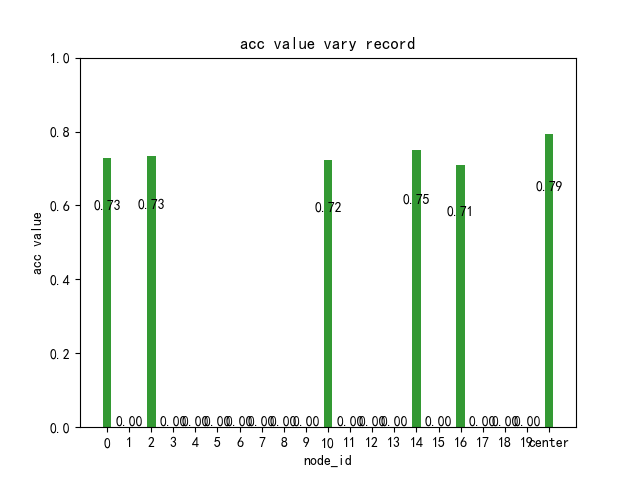 acc value vary record
acc value
1.0
0.8
0.6
0.4
0.2
0.0
0.73 0.00 0.73 0.00 0.00 0.00 0.00 0.00 0.00 0.00 0.72 0.00 0.00 0.00 0.75 0.00 0.71 0.00 0.00 0.00 0.79
0 1 2 3 4 5 6 7 8 9 10 11 12 13 14 15 16 17 18 19 center
node_id